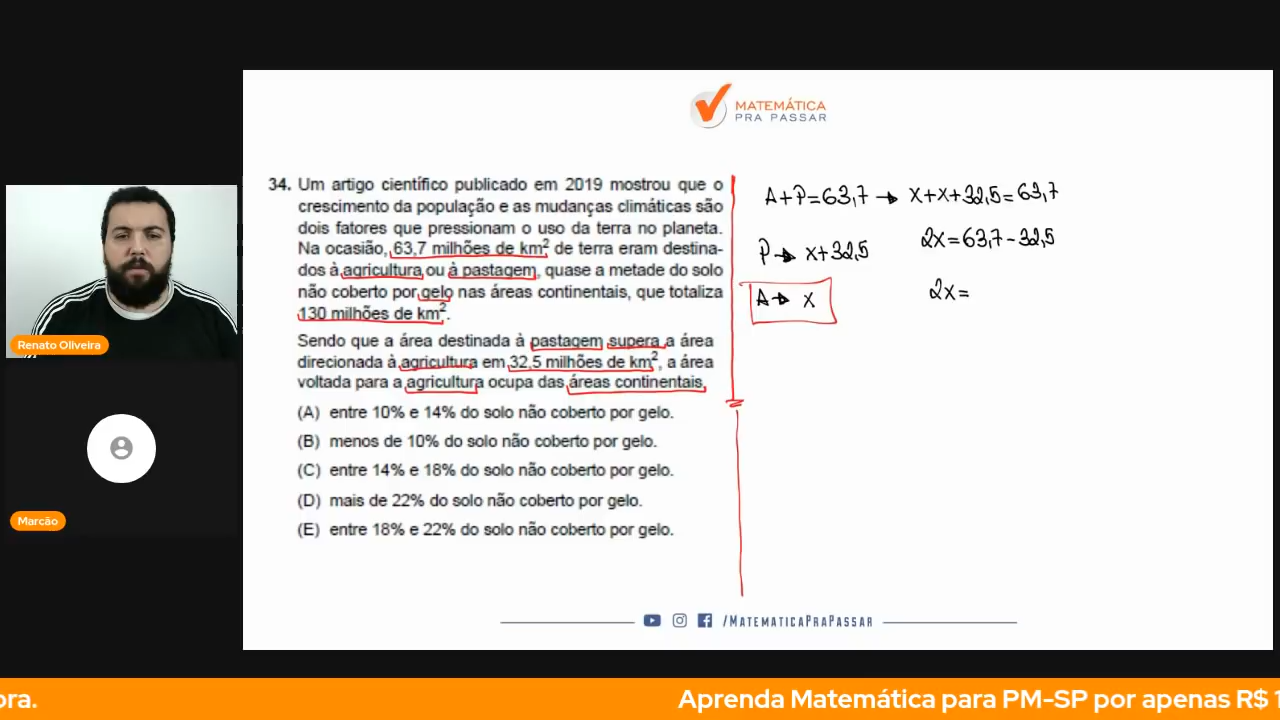 MATEMÁTICA
PRA PASSAR
34. Um artigo científico publicado em 2019 mostrou que o
crescimento da população e as mudanças climáticas são
dois fatores que pressionam o uso da terra no planeta.
Na ocasião, 63,7 milhões de km² de terra eram destina-
dos à agricultura ou à pastagem, quase a metade do solo
não coberto por gelo nas áreas continentais, que totaliza
130 milhões de km².
Sendo que a área destinada à pastagem supera a área
direcionada à agricultura em 32,5 milhões de km², a área
voltada para a agricultura ocupa das áreas continentais,
(A) entre 10% e 14% do solo não coberto por gelo.
(B) menos de 10% do solo não coberto por gelo.
(C) entre 14% e 18% do solo não coberto por gelo.
(D) mais de 22% do solo não coberto por gelo.
(E) entre 18% e 22% do solo não coberto por gelo.
A+P=63,7 → x+x+32,5=63,7
2x=63,7-32,5
P→ x+32,5
A→ x
2x=
Renato Oliveira
Marcão
/MatematicaPraPassar
ora.
Aprenda Matemática para PM-SP por apenas R$ 1